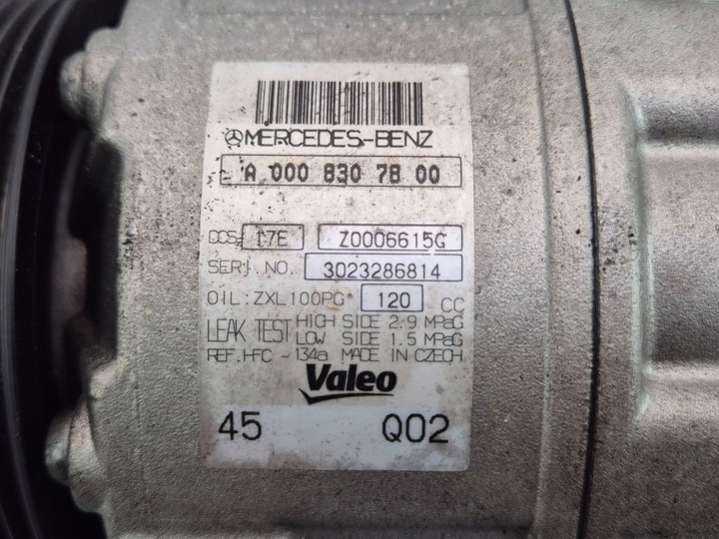 MERCEDES-BENZ
A 000 830 78 00
DCS-17E Z0006615G
SERI. NO. 3023286814
OIL:ZXL100PG* 120 CC
LEAK TEST HIGH SIDE 2.9 MPaG
LOW SIDE 1.5 MPaG
REF.HFC-134a MADE IN CZECH
Valeo
45 Q02